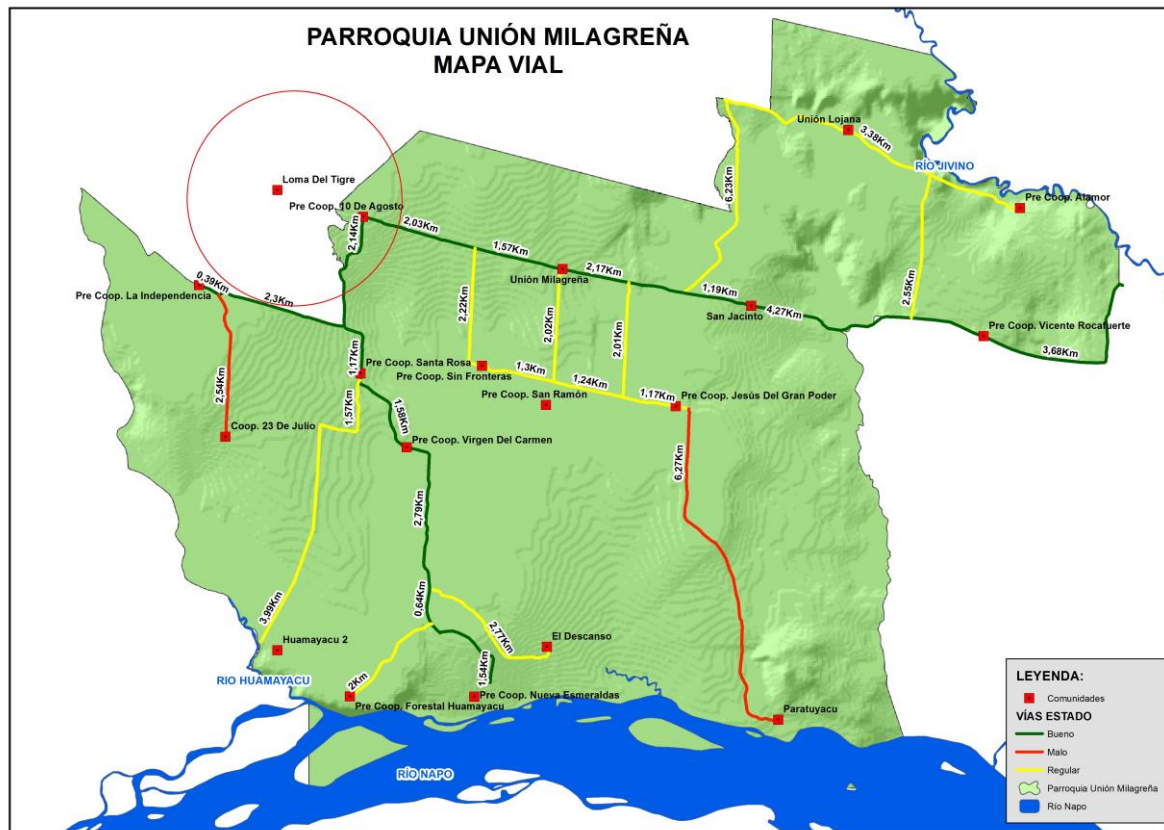 PARROQUIA UNIÓN MILAGREÑA
MAPA VIAL
Unión Lojana
3,38Km
RÍO JIVINO
6,23Km
Loma Del Tigre
Pre Coop. Alamor
Pre Coop. 10 De Agosto
2,14Km
2,03Km
1,57Km
Unión Milagreña
2,17Km
0,39Km
Pre Coop. La Independencia
2,3Km
2,22Km
2,02Km
2,01Km
1,19Km
San Jacinto
4,27Km
2,55Km
Pre Coop. Vicente Rocafuerte
3,68Km
1,17Km
Pre Coop. Santa Rosa
Pre Coop. Sin Fronteras
1,3Km
1,24Km
1,17Km
Pre Coop. Jesús Del Gran Poder
Pre Coop. San Ramón
2,54Km
1,57Km
1,58Km
Coop. 23 De Julio
Pre Coop. Virgen Del Carmen
6,27Km
2,79Km
3,99Km
0,64Km
2,77Km
El Descanso
Huamayacu 2
RIO HUAMAYACU
2Km
1,54Km
Pre Coop. Forestal Huamayacu
Pre Coop. Nueva Esmeraldas
Paratuyacu
RÍO NAPO
LEYENDA:
Comunidades
VÍAS ESTADO
Bueno
Malo
Regular
Parroquia Unión Milagreña
Río Napo